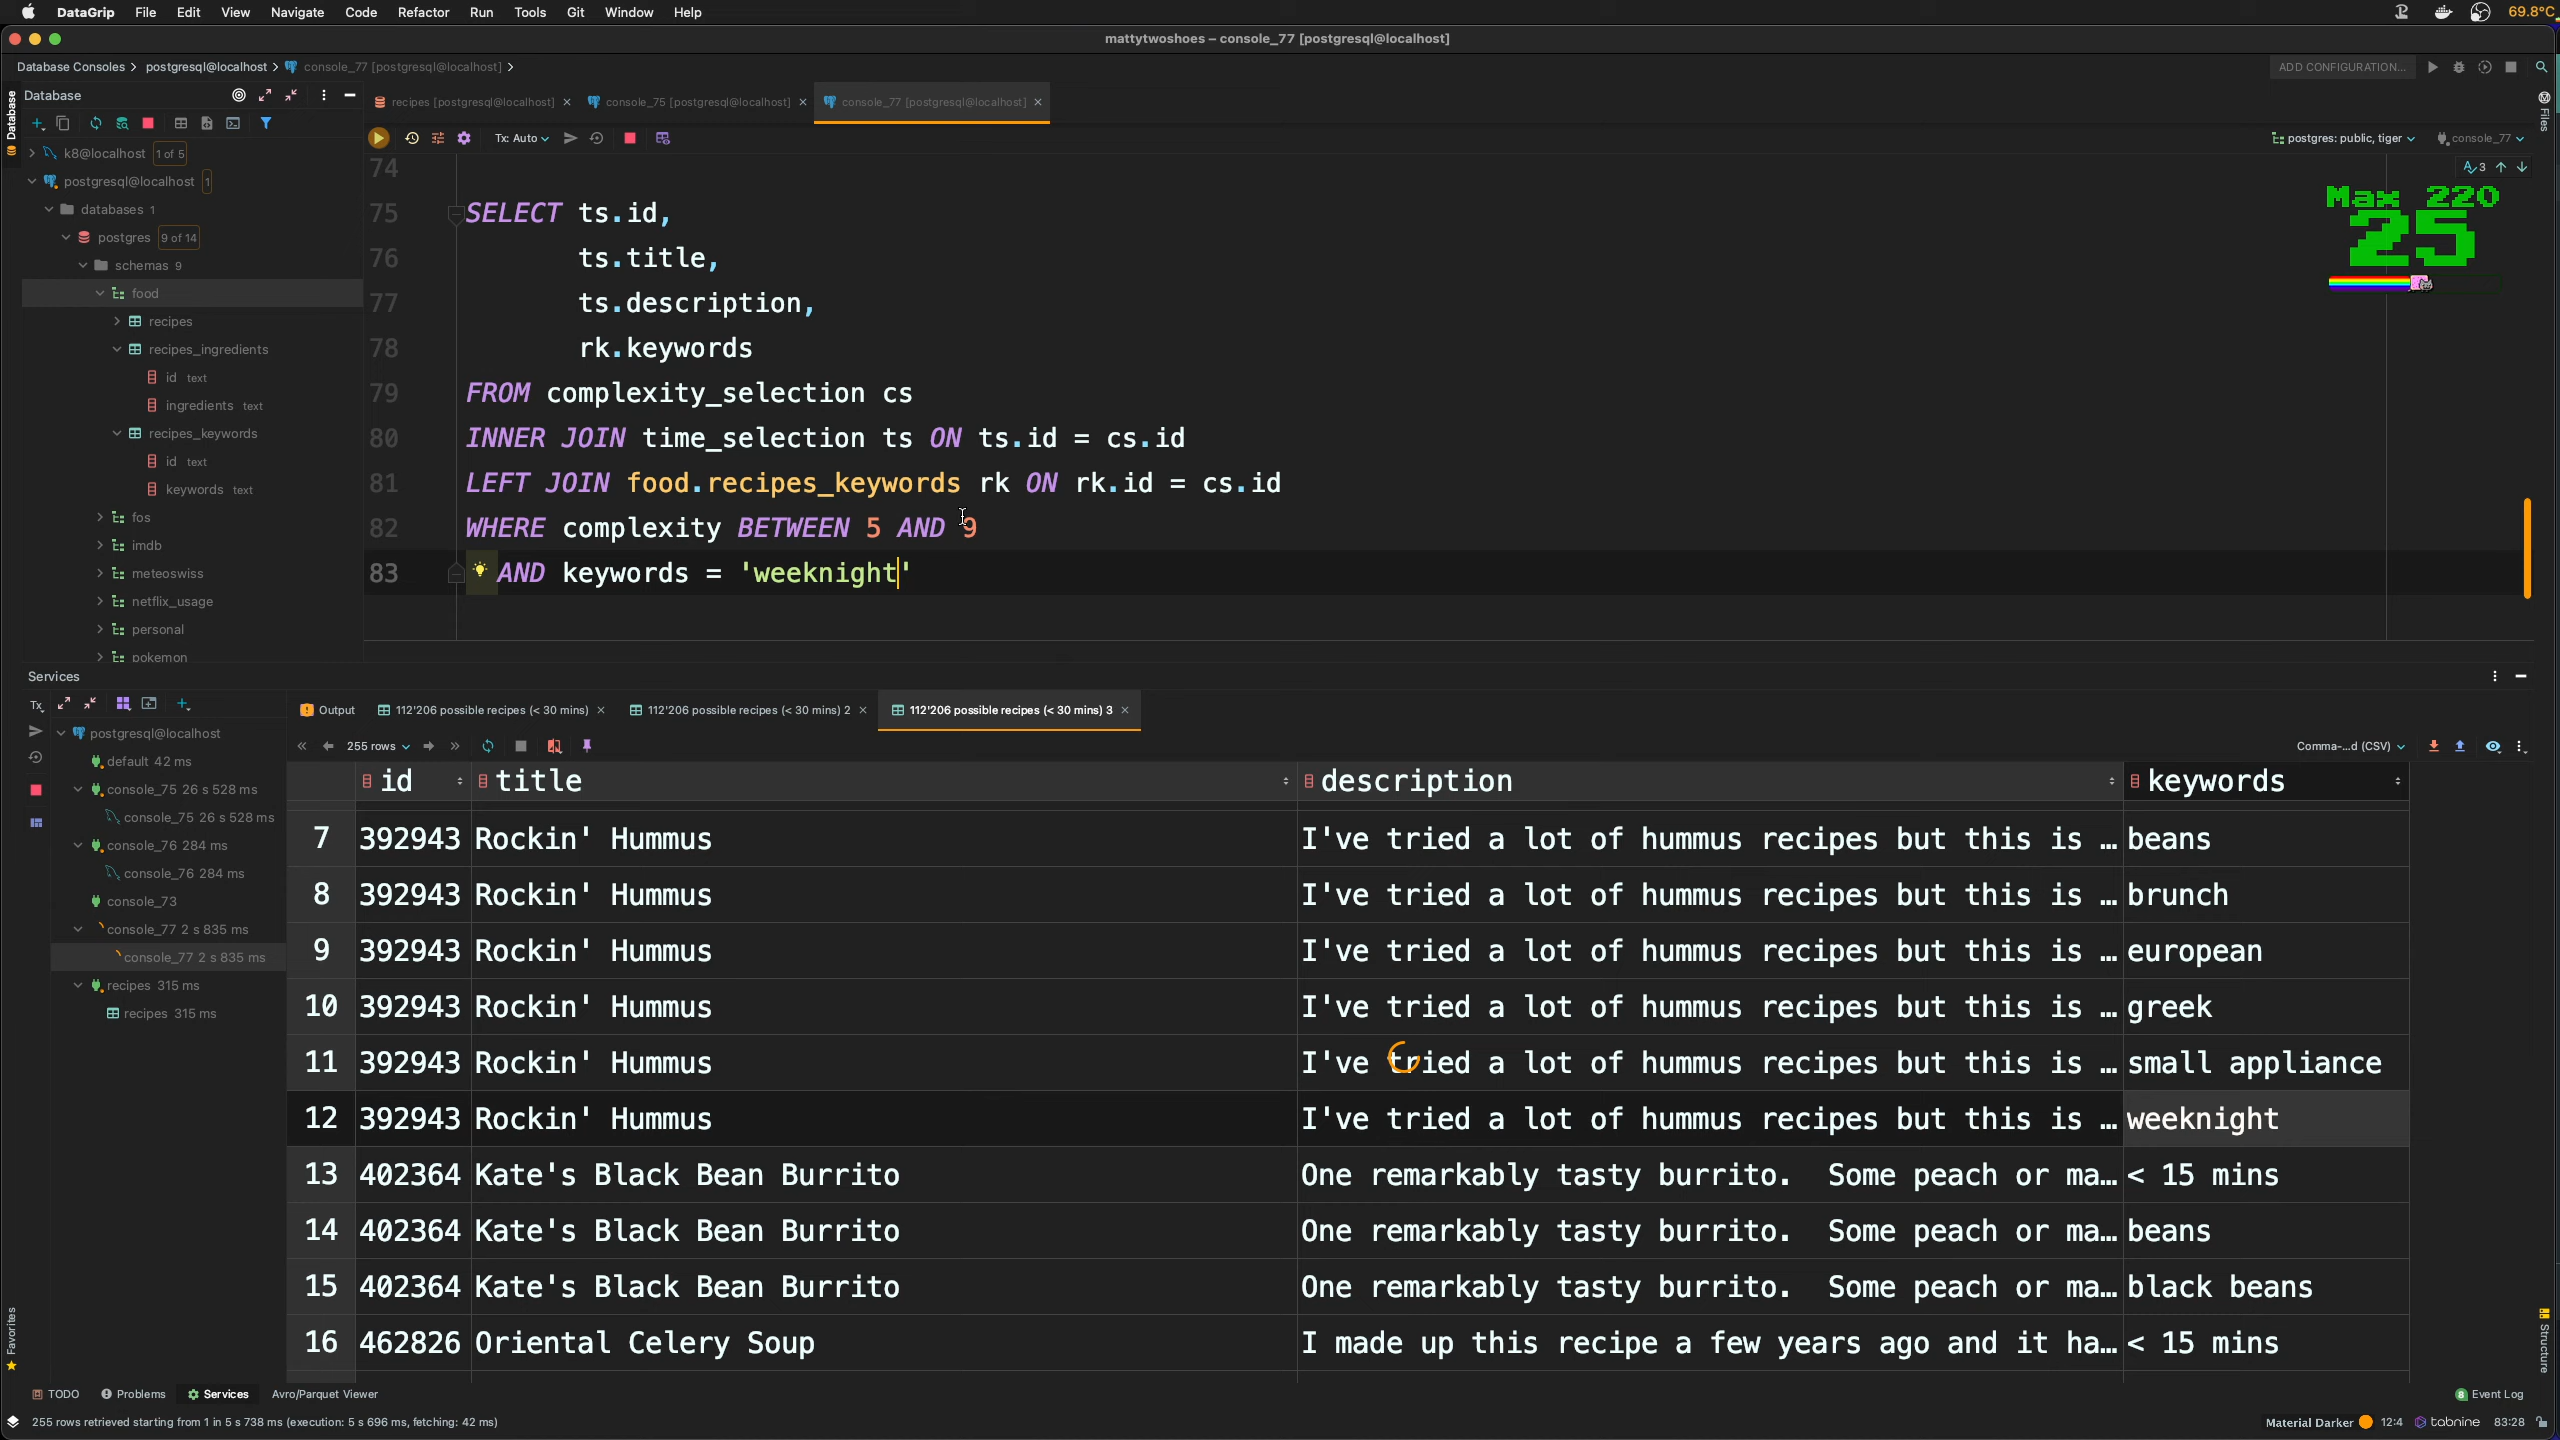 DataGrip File Edit View Navigate Code Refactor Run Tools Git Window Help
69.8°C
mattytwoshoes – console_77 [postgresql@localhost]
Database Consoles postgresql@localhost console_77 [postgresql@localhost]
ADD CONFIGURATION...
Database
recipes [postgresql@localhost] console_75 [postgresql@localhost] console_77 [postgresql@localhost]
Database
Files
Tx: Auto
postgres: public, tiger console_77
3
k8@localhost 1 of 5
postgresql@localhost 1
databases 1
postgres 9 of 14
schemas 9
food
recipes
recipes_ingredients
id text
ingredients text
recipes_keywords
id text
keywords text
fos
imdb
meteoswiss
netflix_usage
personal
pokemon
Max 220
25
74
75 SELECT ts.id,
76 ts.title,
77 ts.description,
78 rk.keywords
79 FROM complexity_selection cs
80 INNER JOIN time_selection ts ON ts.id = cs.id
81 LEFT JOIN food.recipes_keywords rk ON rk.id = cs.id
82 WHERE complexity BETWEEN 5 AND 9
83 AND keywords = 'weeknight'
Services
Tx
Output 112'206 possible recipes (< 30 mins) 112'206 possible recipes (< 30 mins) 2 112'206 possible recipes (< 30 mins) 3
255 rows
Comma-...d (CSV)
postgresql@localhost
default 42 ms
console_75 26 s 528 ms
console_75 26 s 528 ms
console_76 284 ms
console_76 284 ms
console_73
console_77 2 s 835 ms
console_77 2 s 835 ms
recipes 315 ms
recipes 315 ms
id title description keywords
7 392943 Rockin' Hummus I've tried a lot of hummus recipes but this is … beans
8 392943 Rockin' Hummus I've tried a lot of hummus recipes but this is … brunch
9 392943 Rockin' Hummus I've tried a lot of hummus recipes but this is … european
10 392943 Rockin' Hummus I've tried a lot of hummus recipes but this is … greek
11 392943 Rockin' Hummus I've tried a lot of hummus recipes but this is … small appliance
12 392943 Rockin' Hummus I've tried a lot of hummus recipes but this is … weeknight
13 402364 Kate's Black Bean Burrito One remarkably tasty burrito.  Some peach or ma… < 15 mins
14 402364 Kate's Black Bean Burrito One remarkably tasty burrito.  Some peach or ma… beans
15 402364 Kate's Black Bean Burrito One remarkably tasty burrito.  Some peach or ma… black beans
16 462826 Oriental Celery Soup I made up this recipe a few years ago and it ha… < 15 mins
Favorites
Structure
TODO Problems Services Avro/Parquet Viewer
8 Event Log
255 rows retrieved starting from 1 in 5 s 738 ms (execution: 5 s 696 ms, fetching: 42 ms)
Material Darker 12:4 tabnine 83:28